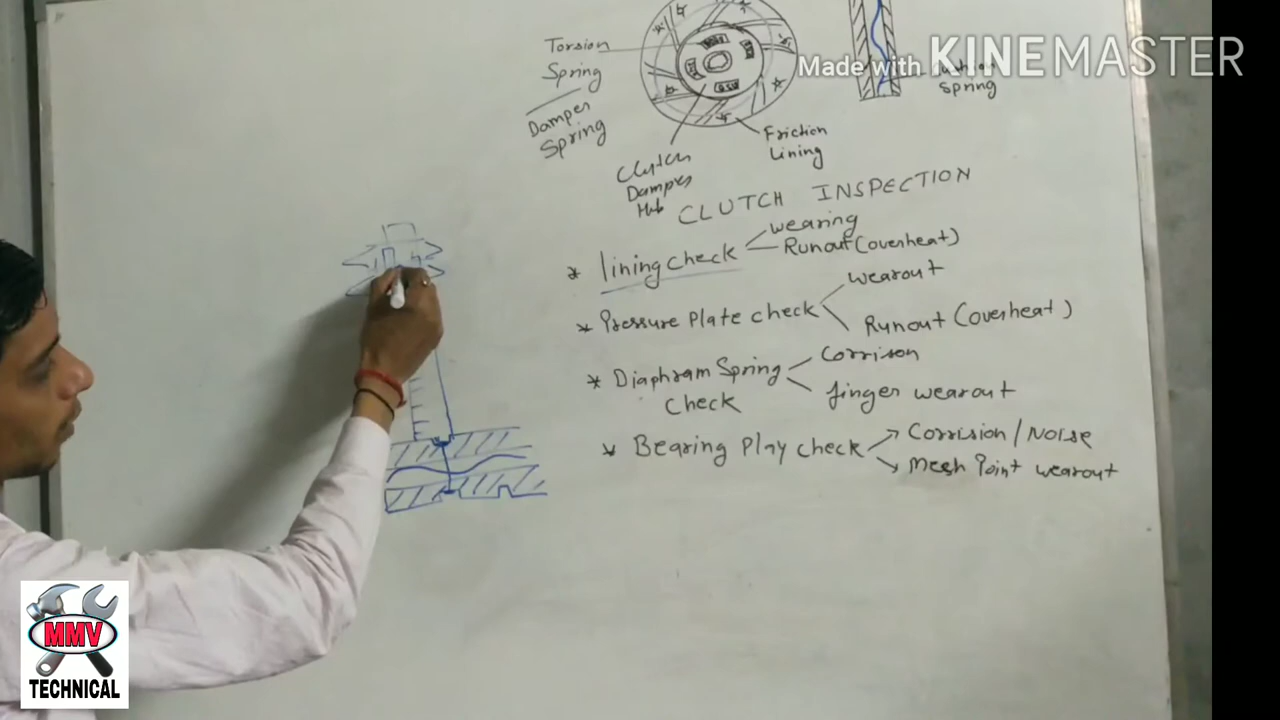 Torsion
Spring
Damper
Spring
Clutch
Damper
Hub
Friction
Lining
Cushion
Spring
Made with KINEMASTER
CLUTCH INSPECTION
* lining check
wearing
Runout (overheat)
* Pressure Plate check
wearout
Runout (overheat)
* Diaphram Spring
check
Corrison
finger wearout
* Bearing Play check
Corrision / Noise
Mesh Point wearout
MMV
TECHNICAL